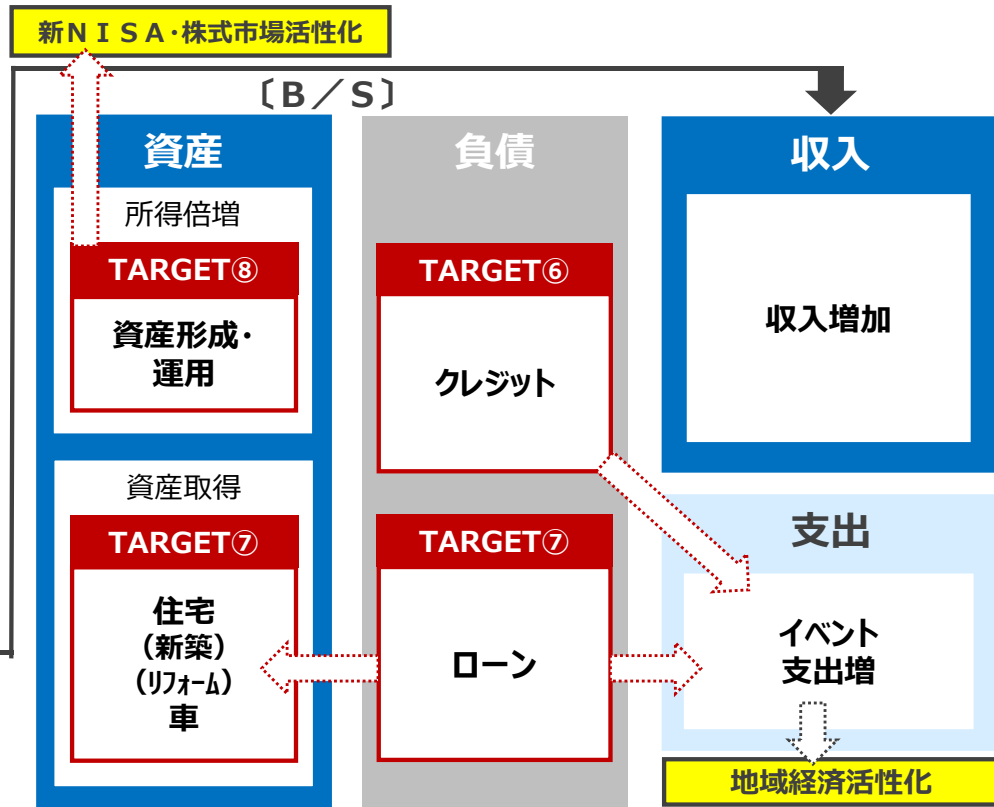 新ＮＩＳＡ・株式市場活性化
〔Ｂ／Ｓ〕
資産
所得倍増
TARGET⑧
資産形成・
運用
資産取得
TARGET⑦
住宅
（新築）
（ﾘﾌｫｰﾑ）
車
負債
TARGET⑥
クレジット
TARGET⑦
ローン
収入
収入増加
支出
イベント
支出増
地域経済活性化